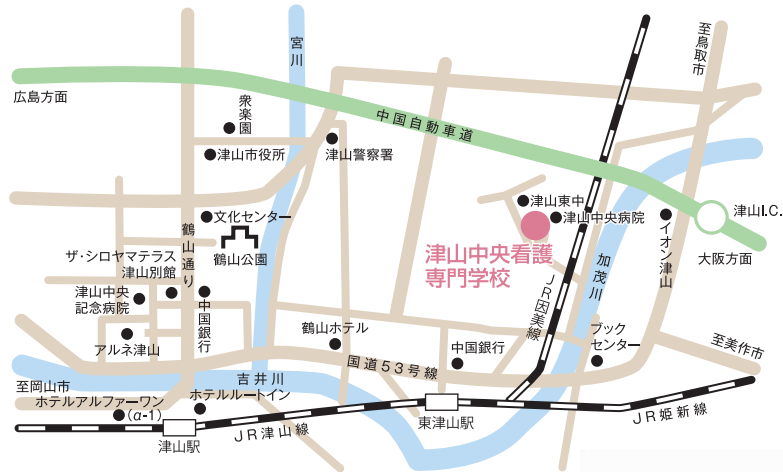 至鳥取市
宮川
広島方面
衆楽園
中国自動車道
津山市役所
津山警察署
津山東中
津山中央病院
津山I.C.
文化センター
鶴山公園
鶴山通り
イオン津山
大阪方面
津山中央看護
専門学校
ザ・シロヤマテラス
津山別館
加茂川
JR因美線
津山中央
記念病院
中国銀行
鶴山ホテル
ブック
センター
アルネ津山
国道53号線
中国銀行
至美作市
至岡山市
吉井川
ホテルアルファーワン
(α-1)
ホテルルートイン
JR姫新線
東津山駅
JR津山線
津山駅